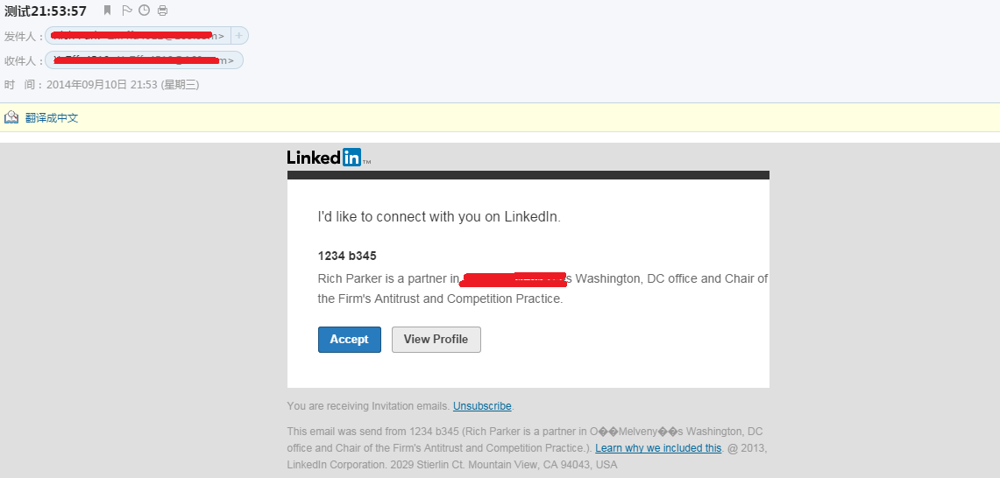 测试21:53:57
发件人：
收件人：
时 间：2014年09月10日 21:53 (星期三)
翻译成中文
Linked in TM
I'd like to connect with you on LinkedIn.
1234 b345
Rich Parker is a partner in s Washington, DC office and Chair of
the Firm's Antitrust and Competition Practice.
Accept View Profile
You are receiving Invitation emails. Unsubscribe.
This email was send from 1234 b345 (Rich Parker is a partner in O��Melveny��s Washington, DC
office and Chair of the Firm's Antitrust and Competition Practice.). Learn why we included this. @ 2013,
LinkedIn Corporation. 2029 Stierlin Ct. Mountain View, CA 94043, USA